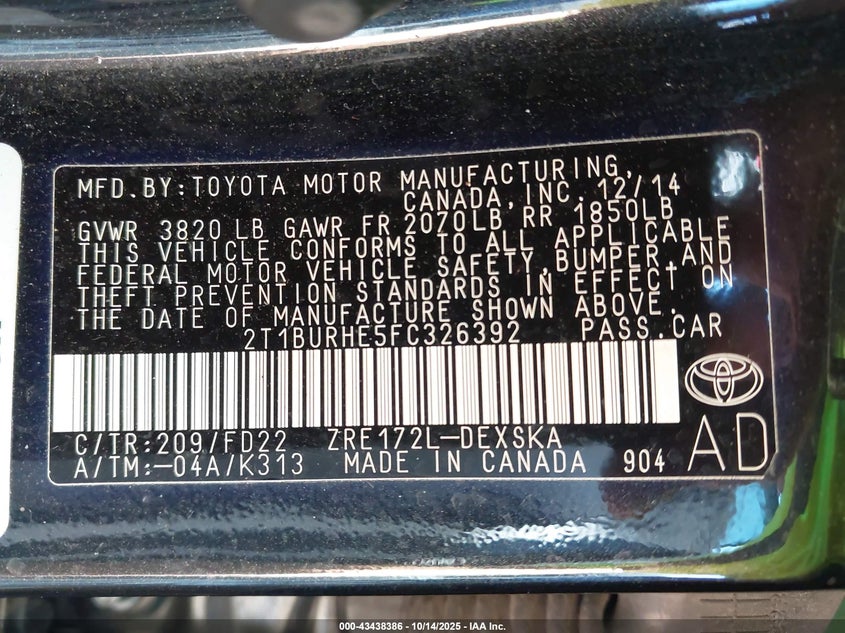 MFD. BY: TOYOTA MOTOR MANUFACTURING,
CANADA, INC. 12/14
GVWR 3820 LB GAWR FR 2070LB, RR 1850LB
THIS VEHICLE CONFORMS TO ALL APPLICABLE
FEDERAL MOTOR VEHICLE SAFETY, BUMPER, AND
THEFT PREVENTION STANDARDS IN EFFECT ON
THE DATE OF MANUFACTURE SHOWN ABOVE.
2T1BURHE5FC326392 PASS. CAR
C/TR: 209/FD22 ZRE172L-DEXSKA
A/TM: -04A/K313 MADE IN CANADA 904
AD
000-43438386 - 10/14/2025 - IAA Inc.